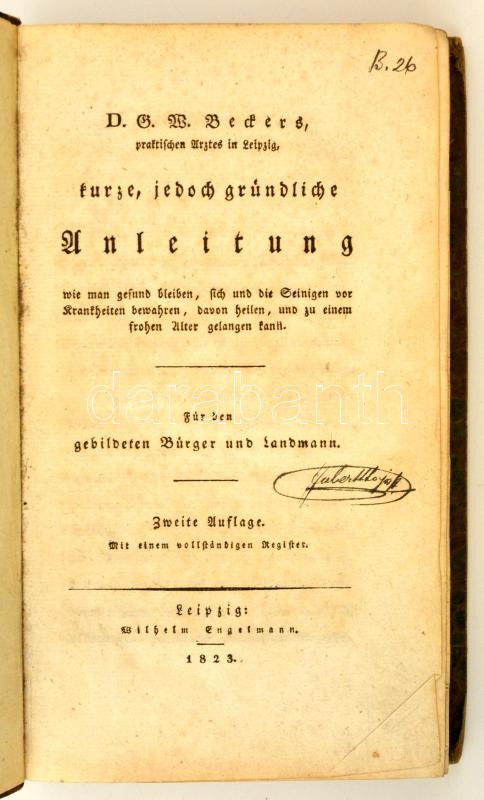 B. 26
D. G. W. Beckers,
praktischen Arztes in Leipzig,
kurze, jedoch gründliche
Anleitung
wie man gesund bleiben, sich und die Seinigen vor
Krankheiten bewahren, davon heilen, und zu einem
frohen Alter gelangen kann.
Für den
gebildeten Bürger und Landmann.
Zweite Auflage.
Mit einem vollständigen Register.
Leipzig:
Wilhelm Engelmann.
1823.
darabanth